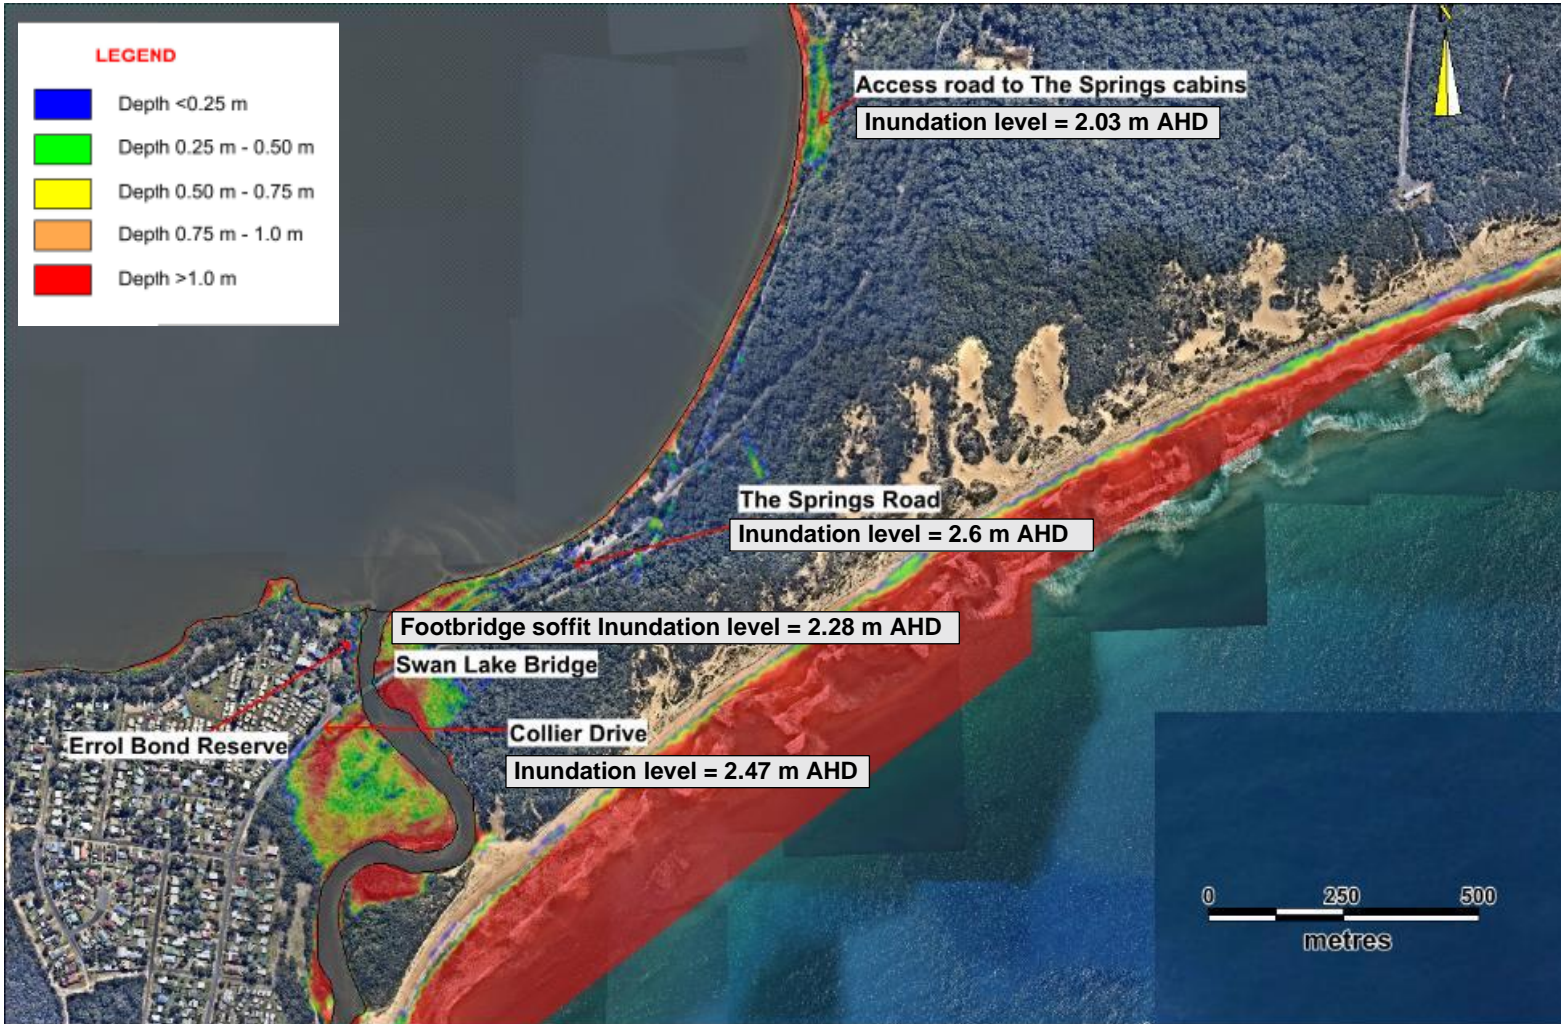 LEGEND
Depth <0.25 m
Depth 0.25 m - 0.50 m
Depth 0.50 m - 0.75 m
Depth 0.75 m - 1.0 m
Depth >1.0 m
Access road to The Springs cabins
Inundation level = 2.03 m AHD
The Springs Road
Inundation level = 2.6 m AHD
Footbridge soffit Inundation level = 2.28 m AHD
Swan Lake Bridge
Errol Bond Reserve
Collier Drive
Inundation level = 2.47 m AHD
0 250 500
metres